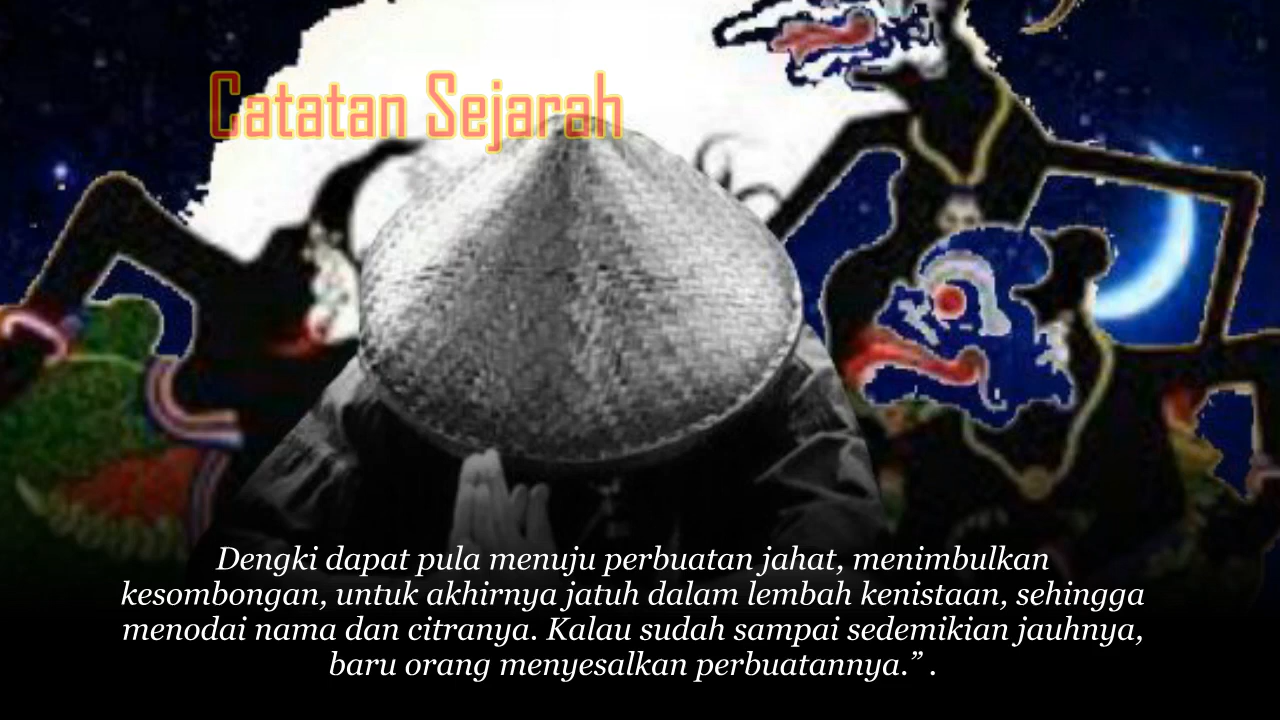 Catatan Sejarah
Dengki dapat pula menuju perbuatan jahat, menimbulkan
kesombongan, untuk akhirnya jatuh dalam lembah kenistaan, sehingga
menodai nama dan citranya. Kalau sudah sampai sedemikian jauhnya,
baru orang menyesalkan perbuatannya.” .